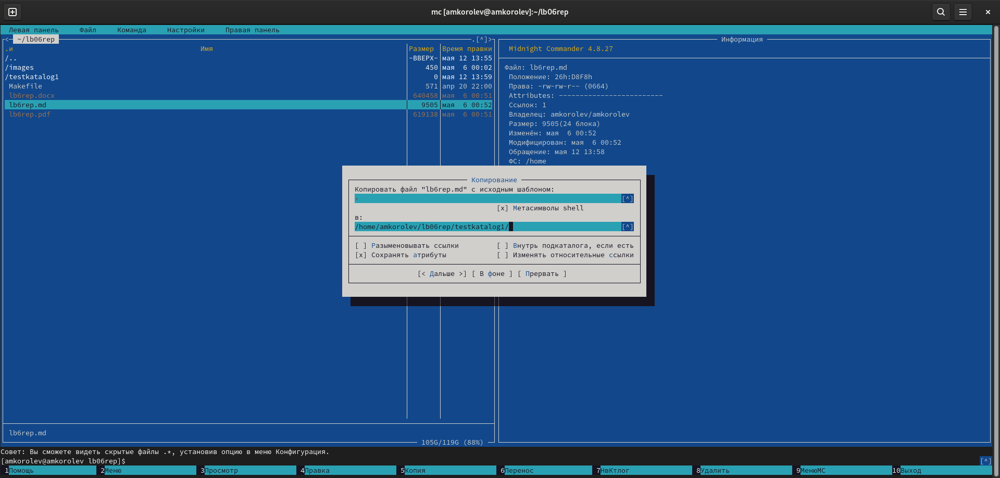 mc [amkorolev@amkorolev]:~/lb06rep
Левая панель Файл Команда Настройки Правая панель
<─ ~/lb06rep .[^]>
.и Имя Размер Время правки
/.. -ВВЕРХ- мая 12 13:55
/images 450 мая 6 00:02
/testkatalog1 0 мая 12 13:59
Makefile 571 апр 20 22:00
lb6rep.docx 640458 мая 6 00:51
lb6rep.md 9505 мая 6 00:52
lb6rep.pdf 619138 мая 6 00:51
lb6rep.md
105G/119G (88%)
Информация
Midnight Commander 4.8.27
Файл: lb6rep.md
Положение: 26h:D8F8h
Права: -rw-rw-r-- (0664)
Attributes: -------------------------
Ссылок: 1
Владелец: amkorolev/amkorolev
Размер: 9505(24 блока)
Изменён: мая 6 00:52
Модифицирован: мая 6 00:52
Обращение: мая 12 13:58
ФС: /home
Копирование
Копировать файл "lb6rep.md" с исходным шаблоном:
* [^]
[x] Метасимволы shell
в:
/home/amkorolev/lb06rep/testkatalog1/ [^]
[ ] Разыменовывать ссылки [ ] Внутрь подкаталога, если есть
[x] Сохранять атрибуты [ ] Изменять относительные ссылки
[< Дальше >] [ В фоне ] [ Прервать ]
Совет: Вы сможете видеть скрытые файлы .*, установив опцию в меню Конфигурация.
[amkorolev@amkorolev lb06rep]$ [^]
1Помощь 2Меню 3Просмотр 4Правка 5Копия 6Перенос 7НвКтлог 8Удалить 9МенюМС 10Выход